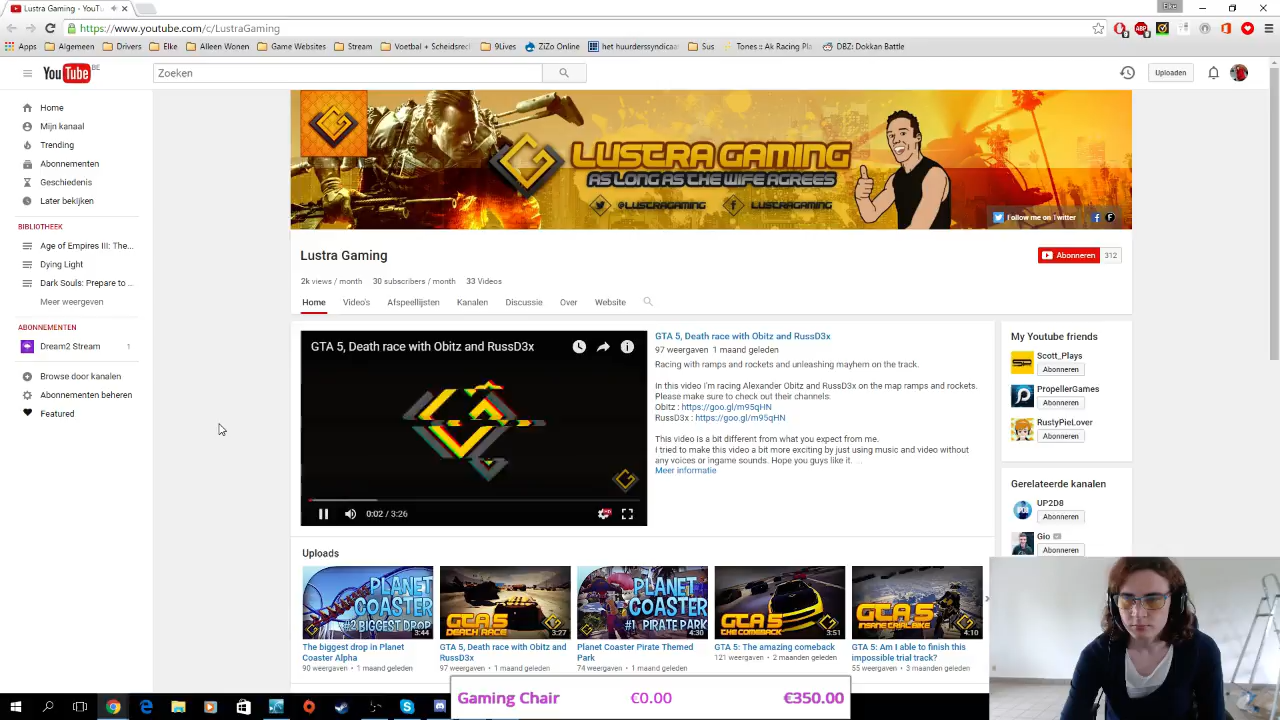 Lustra Gaming - YouTu
Elke
https://www.youtube.com/c/LustraGaming
Apps Algemeen Drivers Elke Alleen Wonen Game Websites Stream Voetbal + Scheidsrech 9Lives ZiZo Online het huurderssyndicaa Sus Tones :: Ak Racing Pla DBZ: Dokkan Battle
YouTube BE
Zoeken
Uploaden
Home
Mijn kanaal
Trending
Abonnementen
Geschiedenis
Later bekijken
BIBLIOTHEEK
Age of Empires III: The...
Dying Light
Dark Souls: Prepare to ...
Meer weergeven
ABONNEMENTEN
Dream2 Stream 1
Browse door kanalen
Abonnementen beheren
Featured
LUSTRA GAMING
AS LONG AS THE WIFE AGREES
@LUSTRAGAMING LUSTRAGAMING
Follow me on Twitter
Lustra Gaming
Abonneren 312
2k views / month 30 subscribers / month 33 Videos
Home Video's Afspeellijsten Kanalen Discussie Over Website
GTA 5, Death race with Obitz and RussD3x
0:02 / 3:26
HD
GTA 5, Death race with Obitz and RussD3x
97 weergaven 1 maand geleden
Racing with ramps and rockets and unleashing mayhem on the track.
In this video I'm racing Alexander Obitz and RussD3x on the map ramps and rockets.
Please make sure to check out their channels:
Obitz : https://goo.gl/m95qHN
RussD3x : https://goo.gl/m95qHN
This video is a bit different from what you expect from me.
I tried to make this video a bit more exciting by just using music and video without
any voices or ingame sounds. Hope you guys like it. ...
Meer informatie
My Youtube friends
Scott_Plays
Abonneren
PropellerGames
Abonneren
RustyPieLover
Abonneren
Gerelateerde kanalen
UP2D8
Abonneren
Gio
Abonneren
Uploads
PLANET COASTER
#2 BIGGEST DROP
3:44
The biggest drop in Planet
Coaster Alpha
90 weergaven • 1 maand geleden
GTA 5
DEATH RACE
3:27
GTA 5, Death race with Obitz and
RussD3x
97 weergaven • 1 maand geleden
PLANET COASTER
#1 PIRATE PARK
4:30
Planet Coaster Pirate Themed
Park
74 weergaven • 1 maand geleden
GTA 5
THE COMEBACK
3:51
GTA 5: The amazing comeback
121 weergaven • 2 maanden geleden
GTA 5
INSANE TRIAL BIKE
4:10
GTA 5: Am I able to finish this
impossible trial track?
55 weergaven • 3 maanden geleden
Gaming Chair €0.00 €350.00